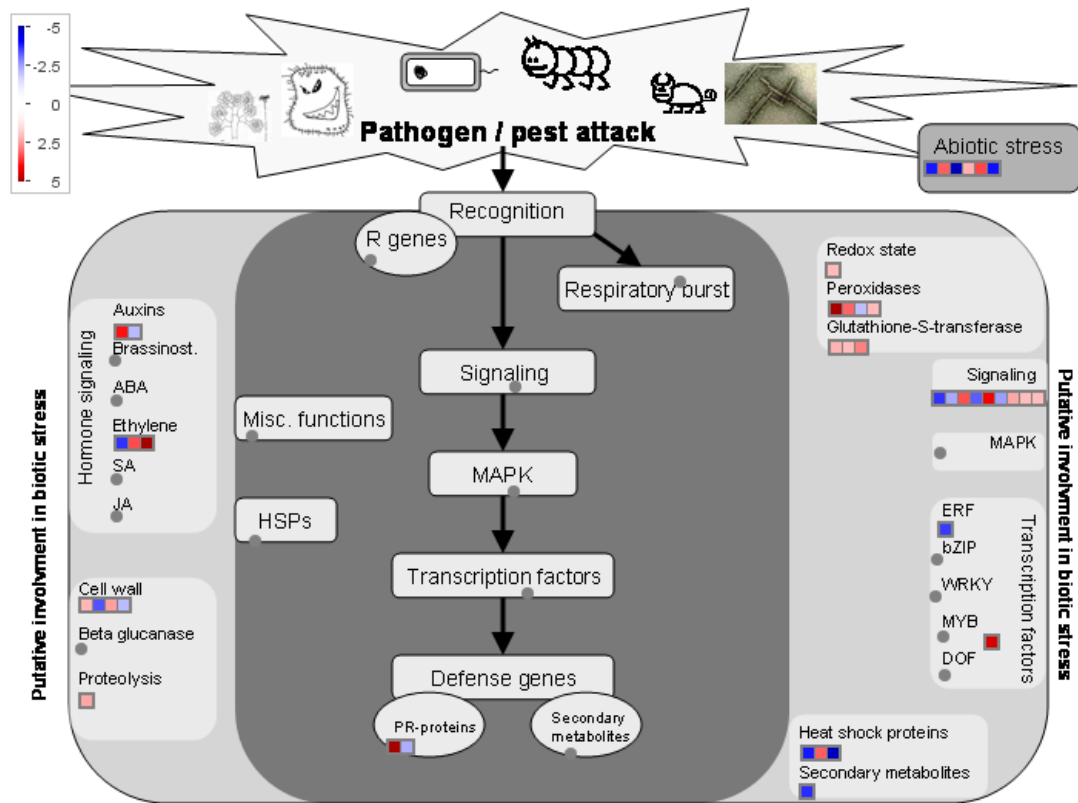 -5
-2.5
0
2.5
5
Pathogen / pest attack
Abiotic stress
Recognition
R genes
Respiratory burst
Redox state
Peroxidases
Glutathione-S-transferase
Auxins
Brassinost.
ABA
Ethylene
SA
JA
Hormone signaling
Signaling
Signaling
Misc. functions
MAPK
MAPK
HSPs
ERF
bZIP
WRKY
MYB
DOF
Transcription factors
Transcription factors
Cell wall
Beta glucanase
Proteolysis
Defense genes
PR-proteins
Secondary
metabolites
Heat shock proteins
Secondary metabolites
Putative involvment in biotic stress
Putative involvment in biotic stress